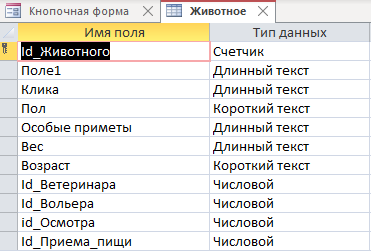 Кнопочная форма Животное
Имя поля Тип данных
Id_Животного Счетчик
Поле1 Длинный текст
Клика Длинный текст
Пол Короткий текст
Особые приметы Длинный текст
Вес Длинный текст
Возраст Короткий текст
Id_Ветеринара Числовой
Id_Вольера Числовой
id_Осмотра Числовой
Id_Приема_пищи Числовой